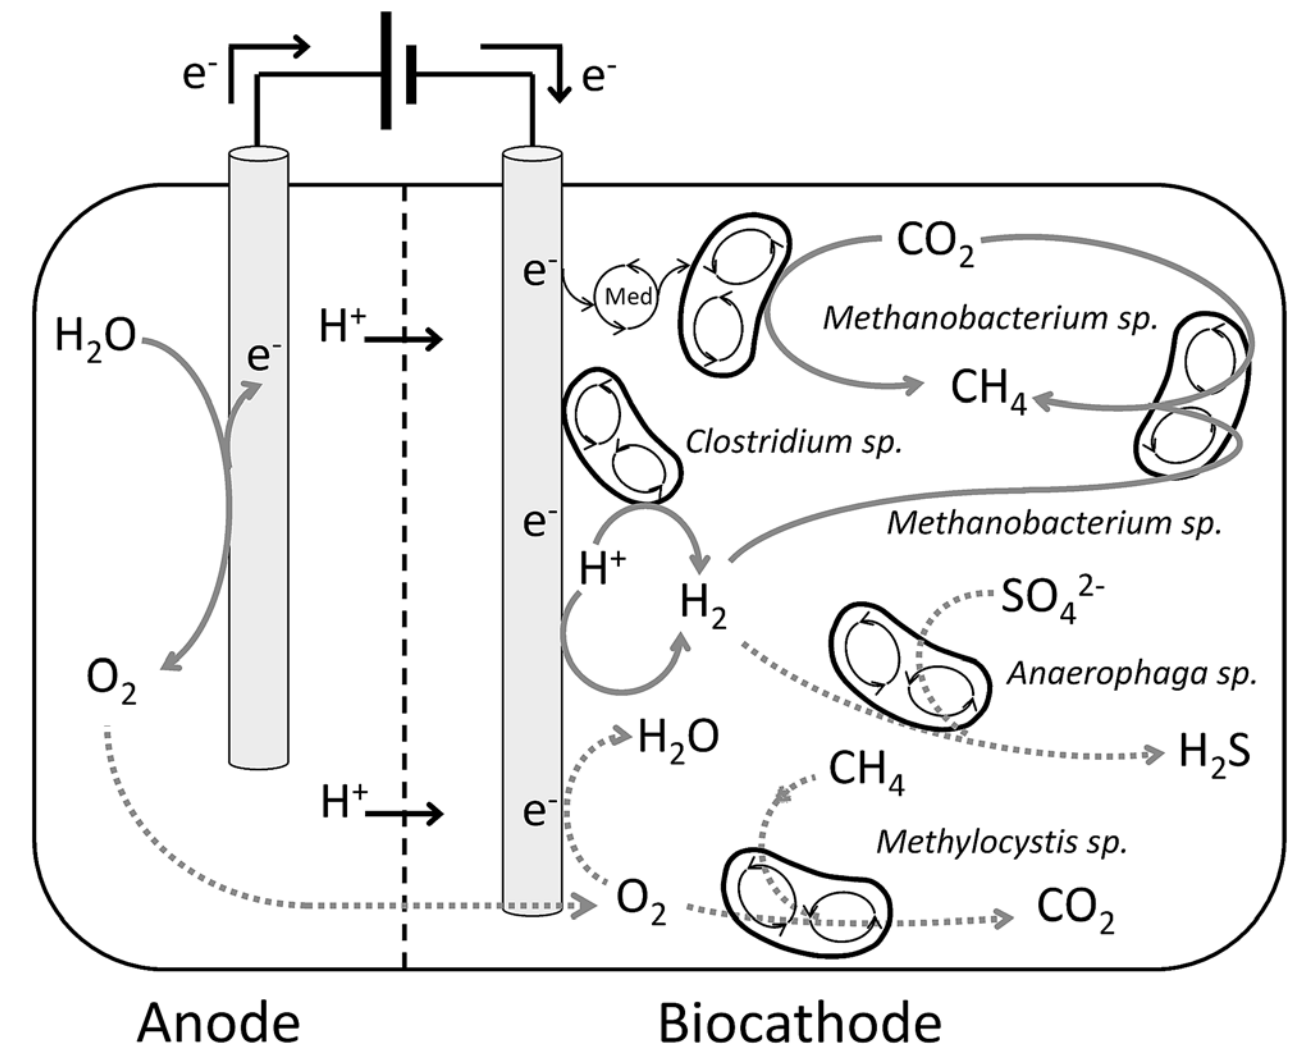 e⁻
e⁻
e⁻
Med
CO₂
H₂O
H⁺
e⁻
Methanobacterium sp.
CH₄
Clostridium sp.
e⁻
H⁺
H₂
Methanobacterium sp.
SO₄²⁻
O₂
Anaerophaga sp.
H₂O
H₂S
CH₄
H⁺
e⁻
Methylocystis sp.
O₂
CO₂
Anode
Biocathode